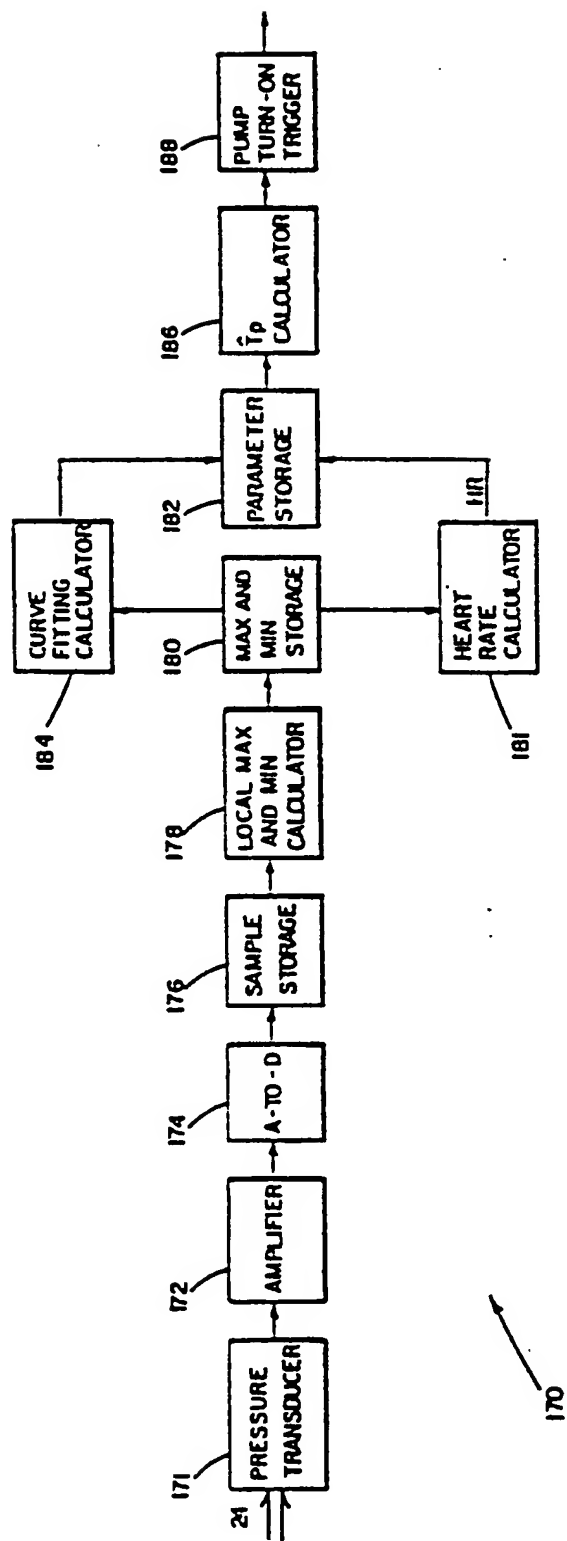 24
171
PRESSURE
TRANSDUCER
172
AMPLIFIER
174
A-TO-D
176
SAMPLE
STORAGE
178
LOCAL MAX
AND MIN
CALCULATOR
180
MAX AND
MIN
STORAGE
184
CURVE
FITTING
CALCULATOR
181
HEART
RATE
CALCULATOR
HR
182
PARAMETER
STORAGE
186
T̂p
CALCULATOR
188
PUMP
TURN-ON
TRIGGER
170